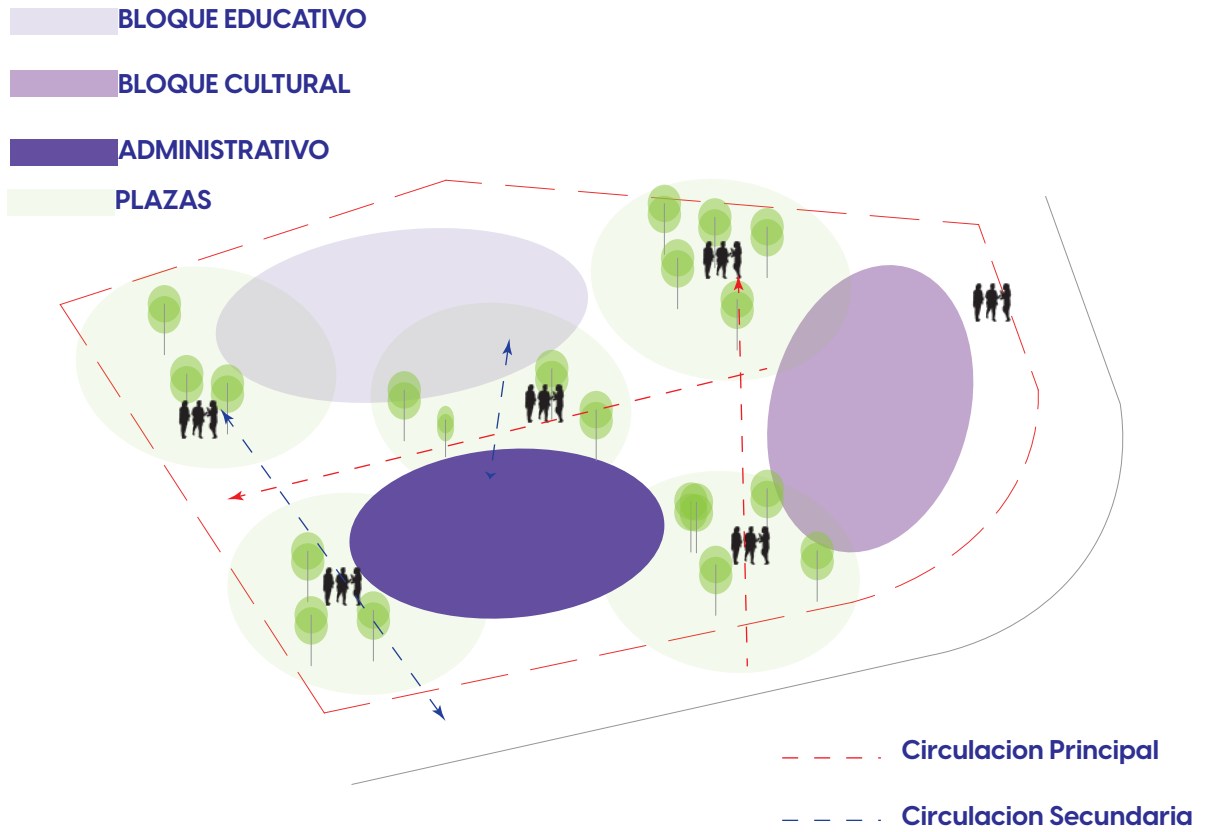 BLOQUE EDUCATIVO
BLOQUE CULTURAL
ADMINISTRATIVO
PLAZAS
Circulacion Principal
Circulacion Secundaria